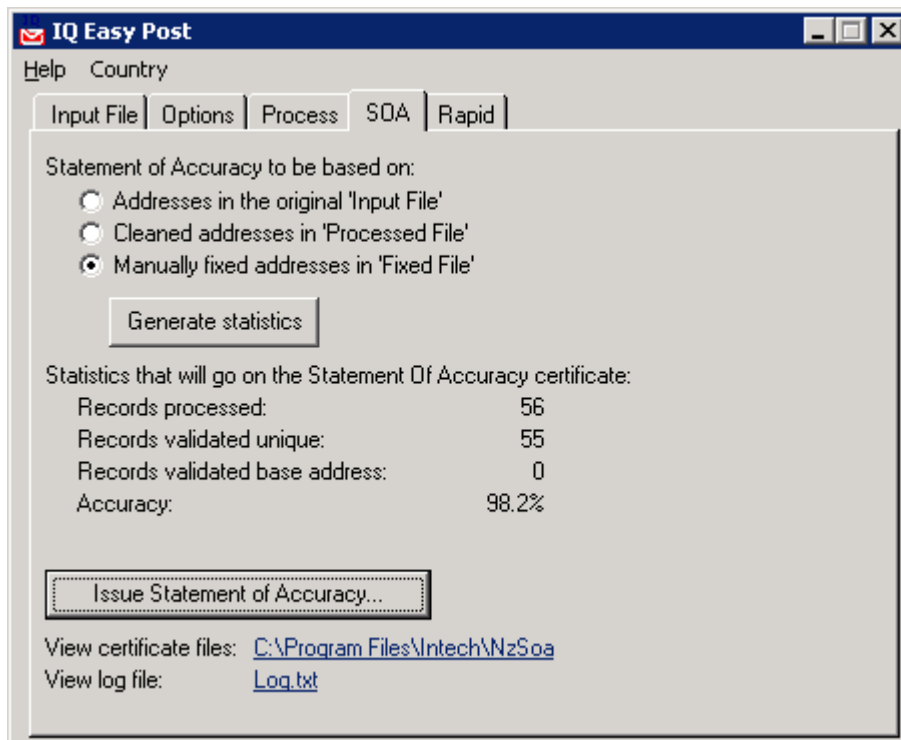 IQ Easy Post
Help Country
Input File Options Process SOA Rapid
Statement of Accuracy to be based on:
Addresses in the original 'Input File'
Cleaned addresses in 'Processed File'
Manually fixed addresses in 'Fixed File'
Generate statistics
Statistics that will go on the Statement Of Accuracy certificate:
Records processed: 56
Records validated unique: 55
Records validated base address: 0
Accuracy: 98.2%
Issue Statement of Accuracy...
View certificate files: C:\Program Files\Intech\NzSoa
View log file: Log.txt